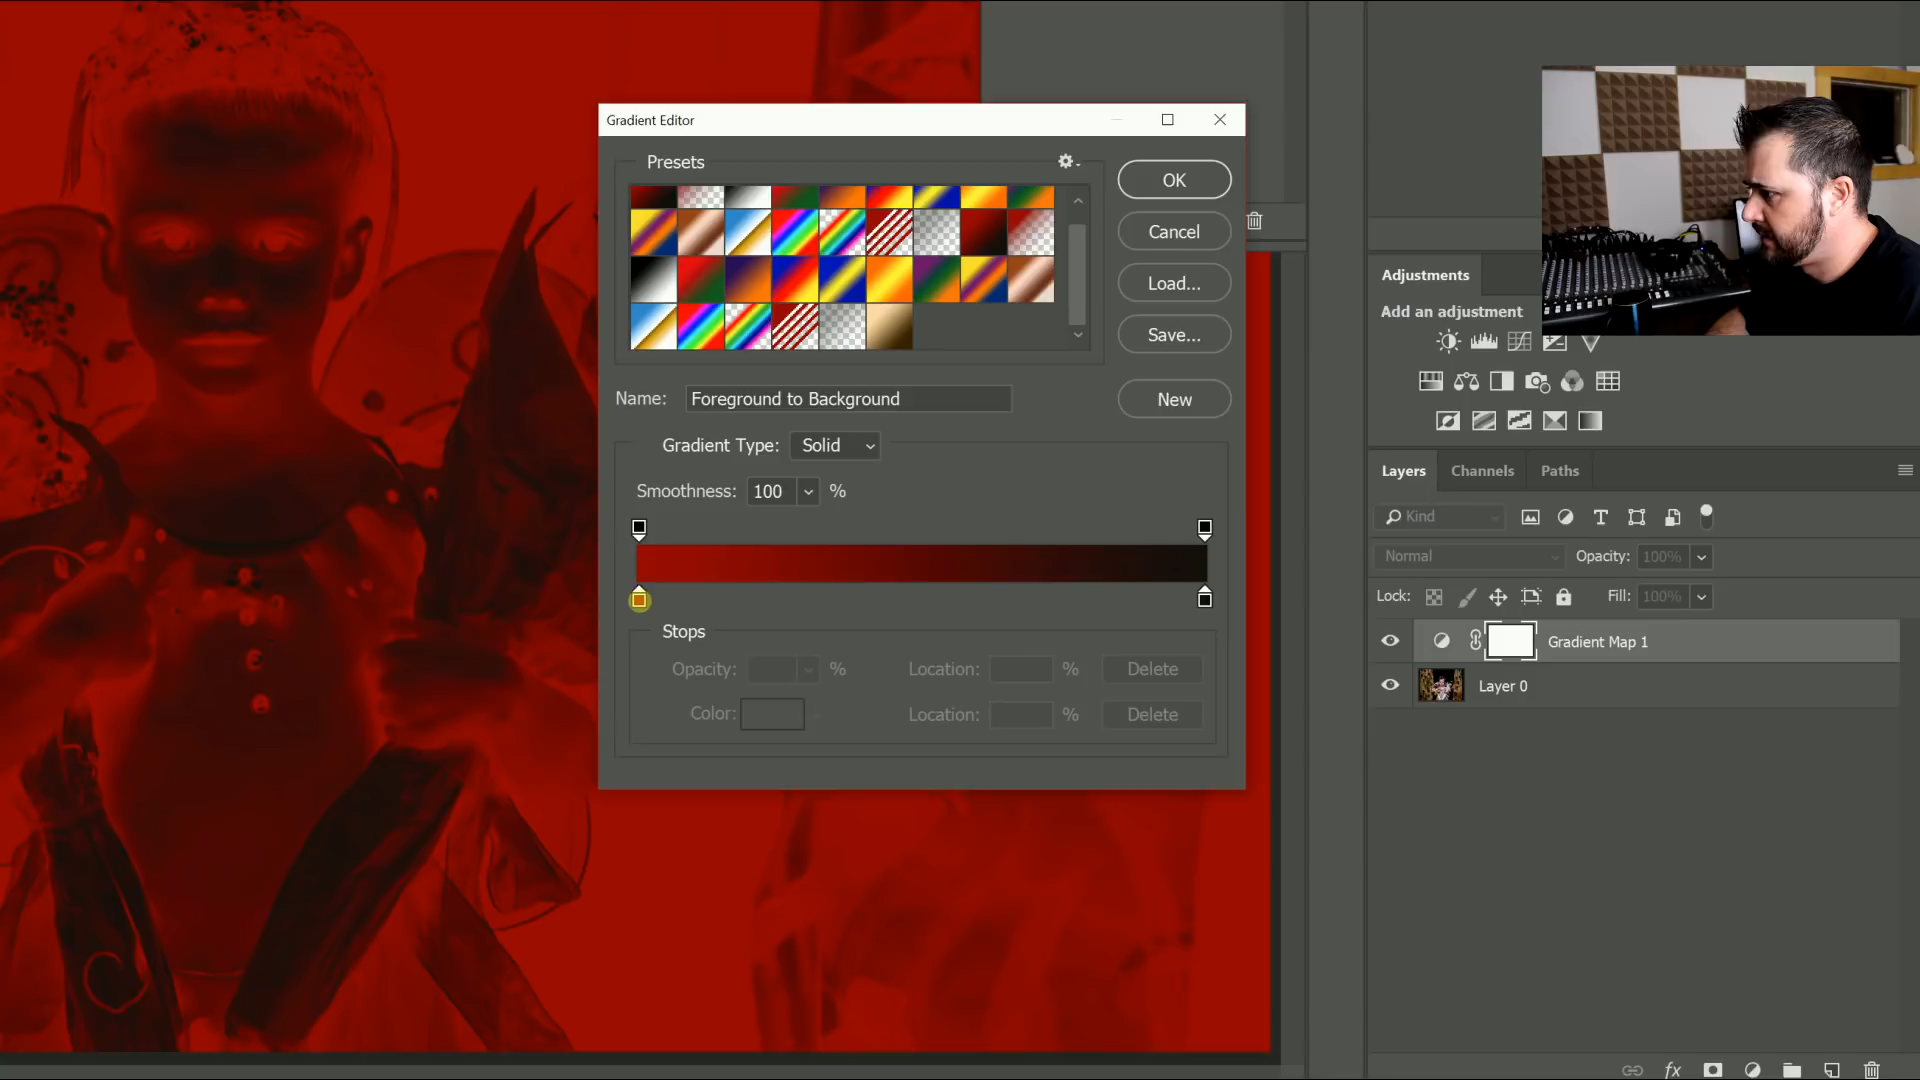 Gradient Editor
Presets
OK
Cancel
Load...
Save...
Name: Foreground to Background
New
Gradient Type: Solid
Smoothness: 100 %
Stops
Opacity: % Location: % Delete
Color: Location: % Delete
Adjustments
Add an adjustment
Layers Channels Paths
Kind
Normal Opacity: 100%
Lock: Fill: 100%
Gradient Map 1
Layer 0
fx